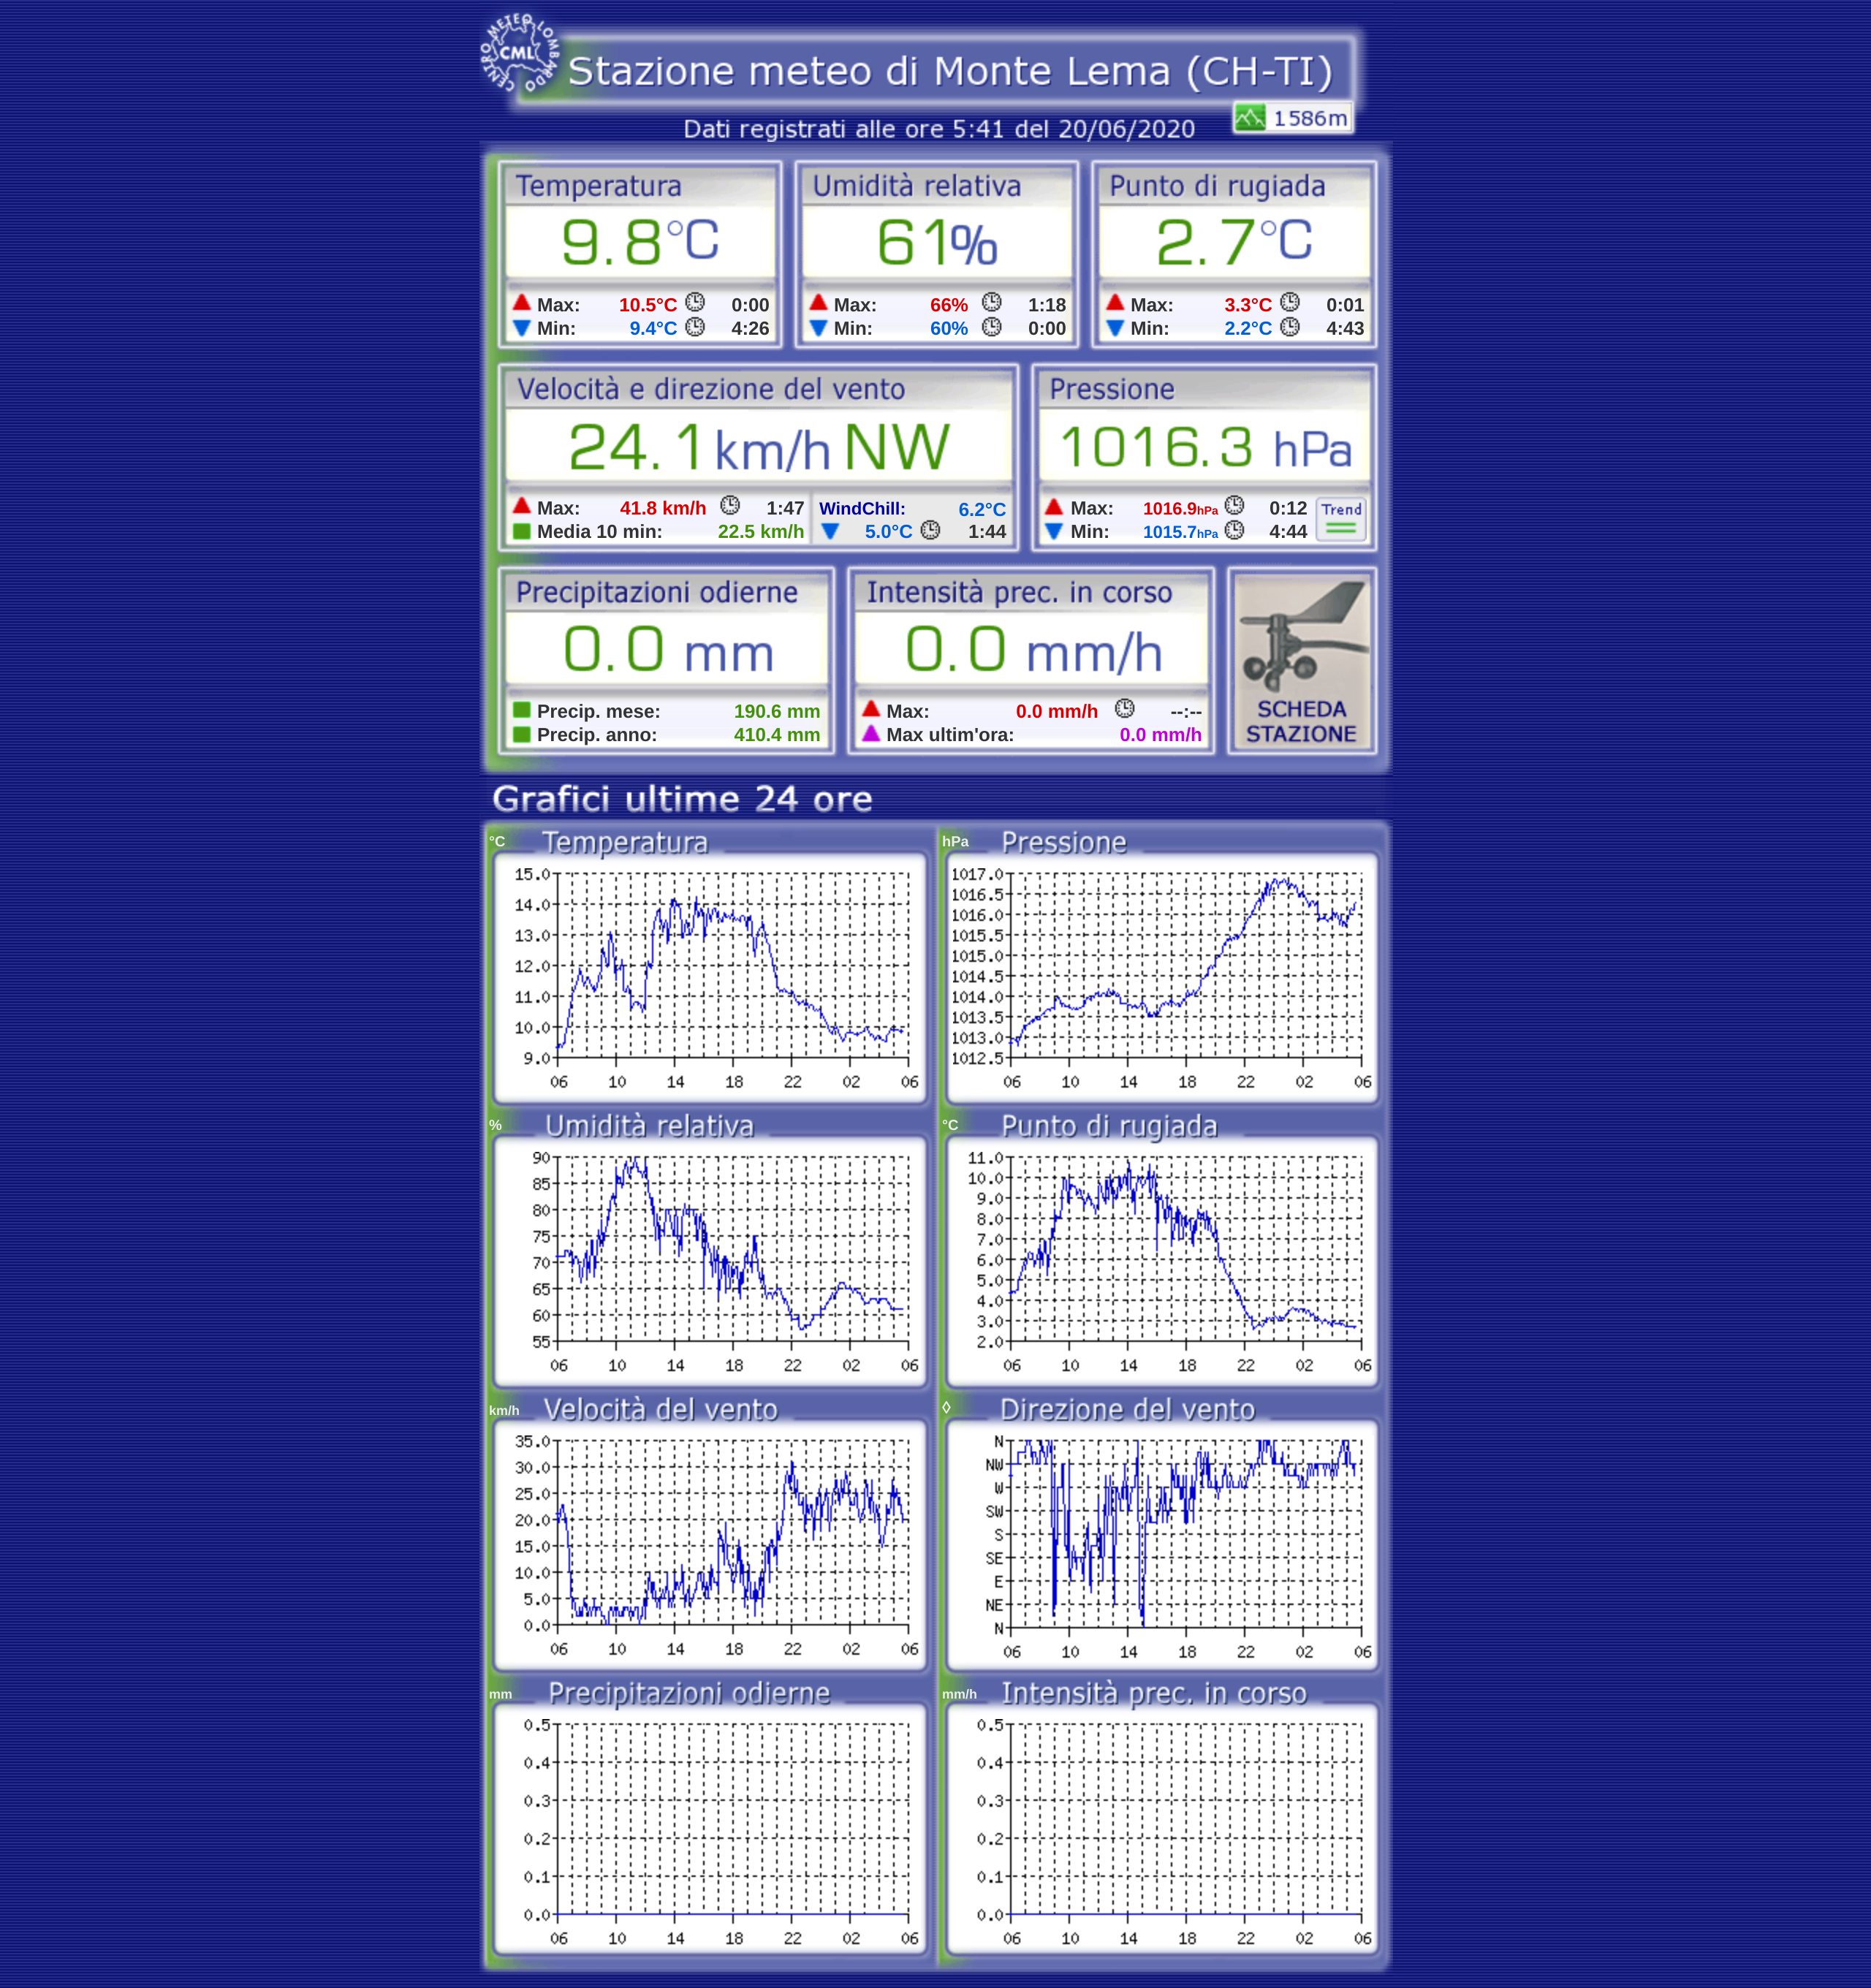 CENTRO METEO LOMBARDO
CML
Stazione meteo di Monte Lema (CH-TI)
1586m
Dati registrati alle ore 5:41 del 20/06/2020
Temperatura
9.8°C
Max: 10.5°C 0:00
Min: 9.4°C 4:26
Umidità relativa
61%
Max: 66% 1:18
Min: 60% 0:00
Punto di rugiada
2.7°C
Max: 3.3°C 0:01
Min: 2.2°C 4:43
Velocità e direzione del vento
24.1km/h NW
Max: 41.8 km/h 1:47
Media 10 min: 22.5 km/h
WindChill: 6.2°C
5.0°C 1:44
Pressione
1016.3 hPa
Max: 1016.9hPa 0:12
Min: 1015.7hPa 4:44
Trend
Precipitazioni odierne
0.0 mm
Precip. mese: 190.6 mm
Precip. anno: 410.4 mm
Intensità prec. in corso
0.0 mm/h
Max: 0.0 mm/h --:--
Max ultim'ora: 0.0 mm/h
SCHEDA
STAZIONE
Grafici ultime 24 ore
°C Temperatura
15.0
14.0
13.0
12.0
11.0
10.0
9.0
06 10 14 18 22 02 06
hPa Pressione
1017.0
1016.5
1016.0
1015.5
1015.0
1014.5
1014.0
1013.5
1013.0
1012.5
06 10 14 18 22 02 06
% Umidità relativa
90
85
80
75
70
65
60
55
06 10 14 18 22 02 06
°C Punto di rugiada
11.0
10.0
9.0
8.0
7.0
6.0
5.0
4.0
3.0
2.0
06 10 14 18 22 02 06
km/h Velocità del vento
35.0
30.0
25.0
20.0
15.0
10.0
5.0
0.0
06 10 14 18 22 02 06
◊ Direzione del vento
N
NW
W
SW
S
SE
E
NE
N
06 10 14 18 22 02 06
mm Precipitazioni odierne
0.5
0.4
0.3
0.2
0.1
0.0
06 10 14 18 22 02 06
mm/h Intensità prec. in corso
0.5
0.4
0.3
0.2
0.1
0.0
06 10 14 18 22 02 06